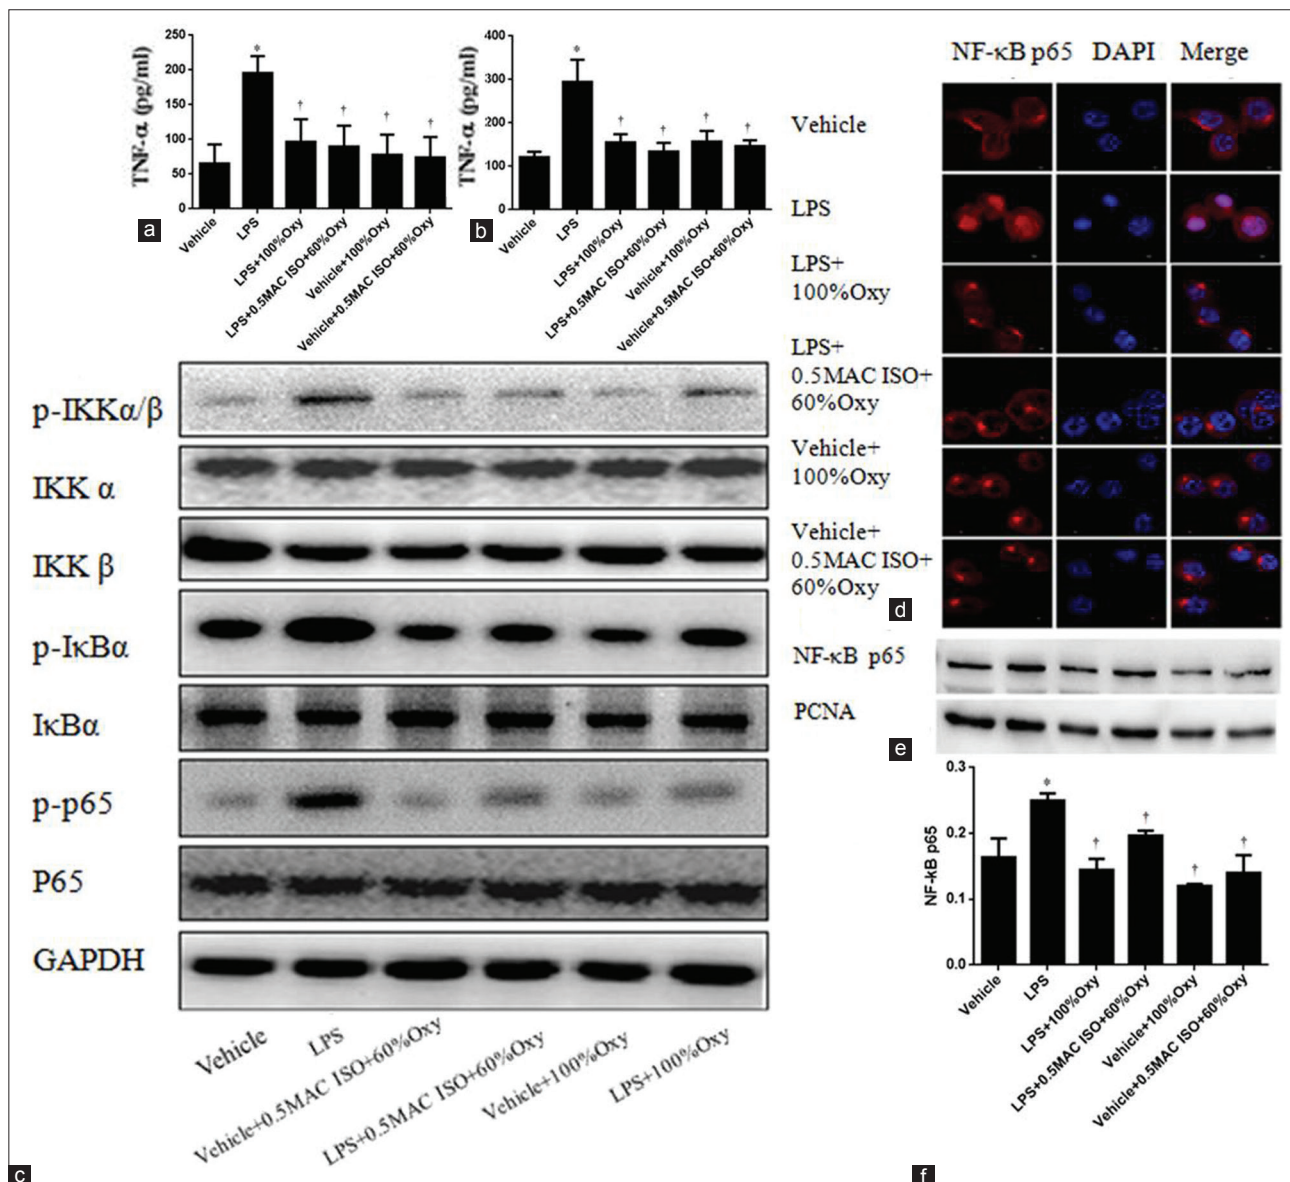 TNF-α (pg/ml)
250
200
150
100
50
0
*
†
†
†
†
Vehicle
LPS
LPS+100%Oxy
LPS+0.5MAC ISO+60%Oxy
Vehicle+100%Oxy
Vehicle+0.5MAC ISO+60%Oxy
a
TNF-α (pg/ml)
400
300
200
100
0
*
†
†
†
†
Vehicle
LPS
LPS+100%Oxy
LPS+0.5MAC ISO+60%Oxy
Vehicle+100%Oxy
Vehicle+0.5MAC ISO+60%Oxy
b
p-IKKα/β
IKK α
IKK β
p-IκBα
IκBα
p-p65
P65
GAPDH
Vehicle
LPS
Vehicle+0.5MAC ISO+60%Oxy
LPS+0.5MAC ISO+60%Oxy
Vehicle+100%Oxy
LPS+100%Oxy
c
NF-κB p65 DAPI Merge
Vehicle
LPS
LPS+
100%Oxy
LPS+
0.5MAC ISO+
60%Oxy
Vehicle+
100%Oxy
Vehicle+
0.5MAC ISO+
60%Oxy
d
NF-κB p65
PCNA
e
NF-kB p65
0.3
0.2
0.1
0.0
*
†
†
†
†
Vehicle
LPS
LPS+100%Oxy
LPS+0.5MAC ISO+60%Oxy
Vehicle+100%Oxy
Vehicle+0.5MAC ISO+60%Oxy
f